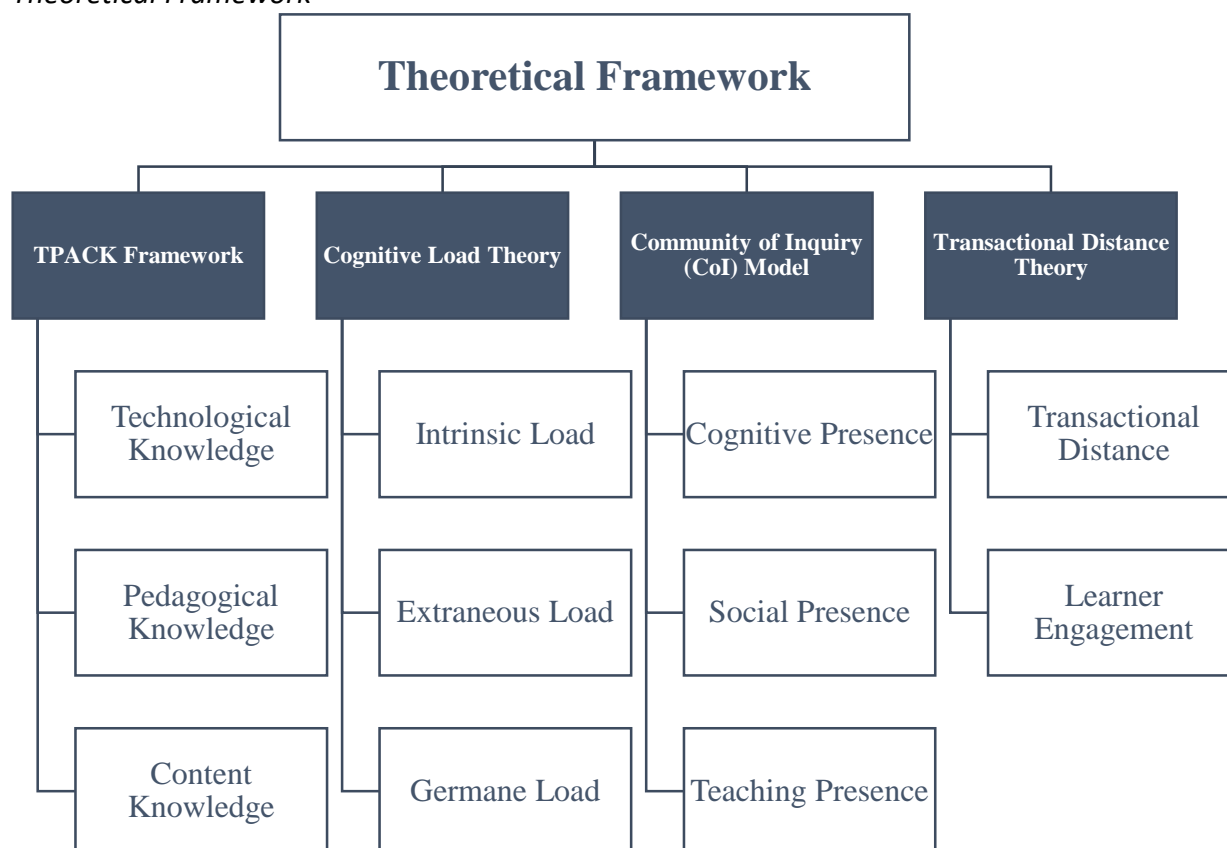 Theoretical Framework
Theoretical Framework
TPACK Framework
Cognitive Load Theory
Community of Inquiry
(CoI) Model
Transactional Distance
Theory
Technological
Knowledge
Intrinsic Load
Cognitive Presence
Transactional
Distance
Pedagogical
Knowledge
Extraneous Load
Social Presence
Learner
Engagement
Content
Knowledge
Germane Load
Teaching Presence